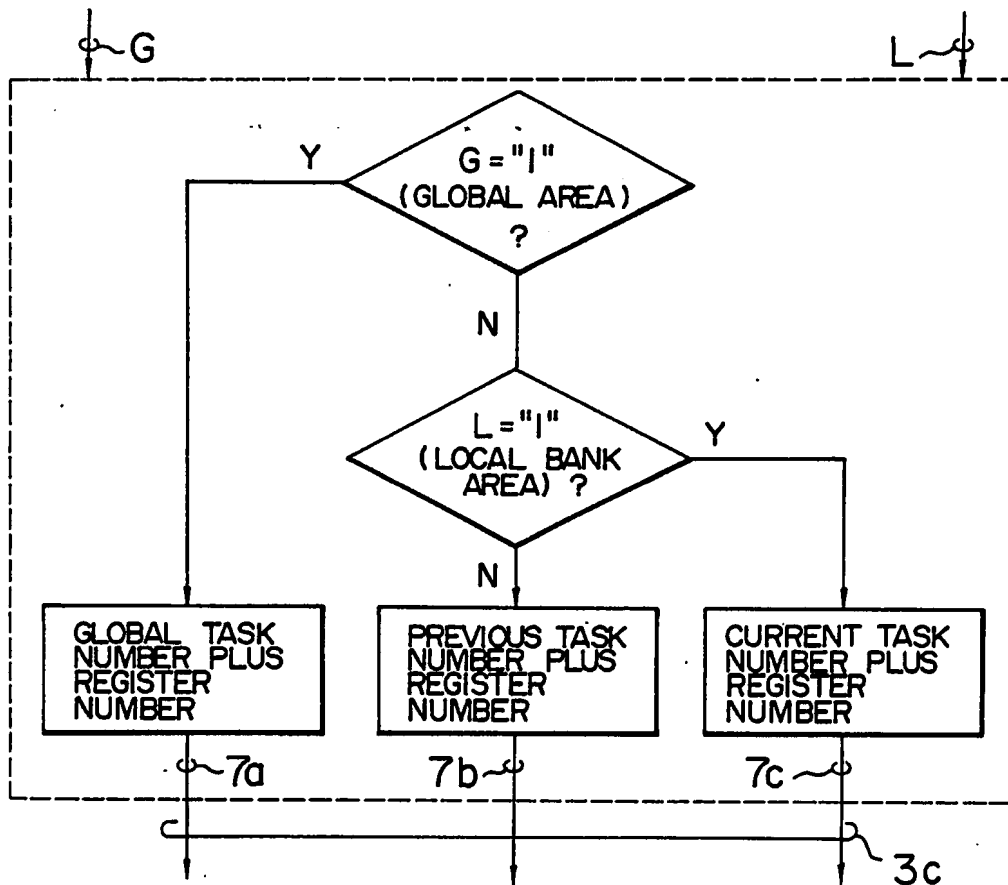 G
L
Y
G = "1"
(GLOBAL AREA)
?
N
L = "1"
(LOCAL BANK
AREA) ?
Y
N
GLOBAL TASK
NUMBER PLUS
REGISTER
NUMBER
PREVIOUS TASK
NUMBER PLUS
REGISTER
NUMBER
CURRENT TASK
NUMBER PLUS
REGISTER
NUMBER
7a
7b
7c
3c